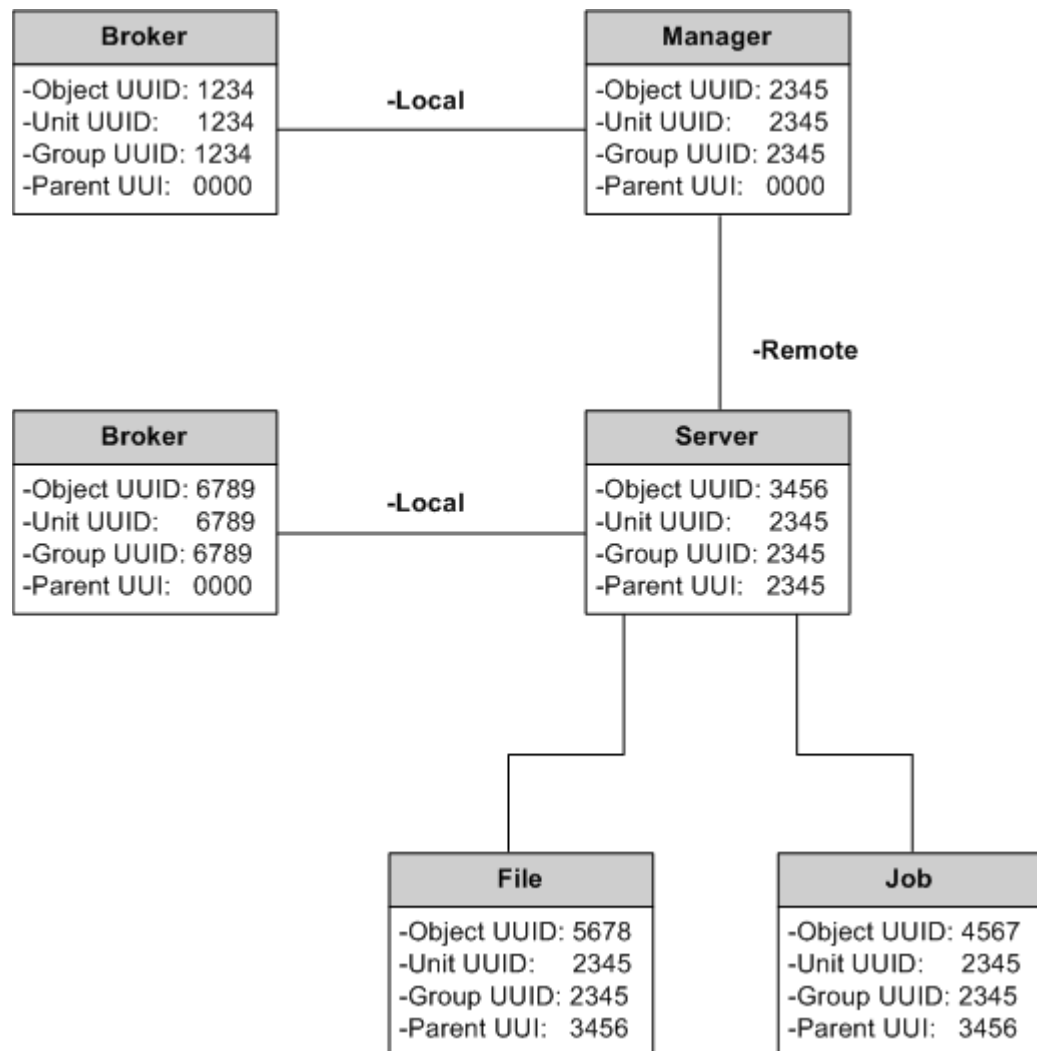 Broker
-Object UUID: 1234
-Unit UUID: 1234
-Group UUID: 1234
-Parent UUI: 0000
-Local
Manager
-Object UUID: 2345
-Unit UUID: 2345
-Group UUID: 2345
-Parent UUI: 0000
-Remote
Broker
-Object UUID: 6789
-Unit UUID: 6789
-Group UUID: 6789
-Parent UUI: 0000
-Local
Server
-Object UUID: 3456
-Unit UUID: 2345
-Group UUID: 2345
-Parent UUI: 2345
File
-Object UUID: 5678
-Unit UUID: 2345
-Group UUID: 2345
-Parent UUI: 3456
Job
-Object UUID: 4567
-Unit UUID: 2345
-Group UUID: 2345
-Parent UUI: 3456